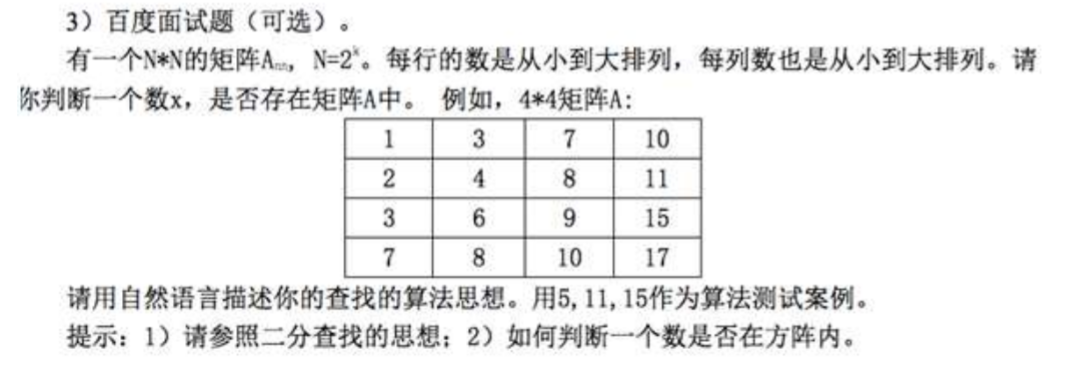 3）百度面试题（可选）。
有一个N*N的矩阵Aₙₙ, N=2ᵏ。每行的数是从小到大排列，每列数也是从小到大排列。请
你判断一个数x，是否存在矩阵A中。 例如，4*4矩阵A:
1 3 7 10
2 4 8 11
3 6 9 15
7 8 10 17
请用自然语言描述你的查找的算法思想。用5,11,15作为算法测试案例。
提示：1）请参照二分查找的思想；2）如何判断一个数是否在方阵内。